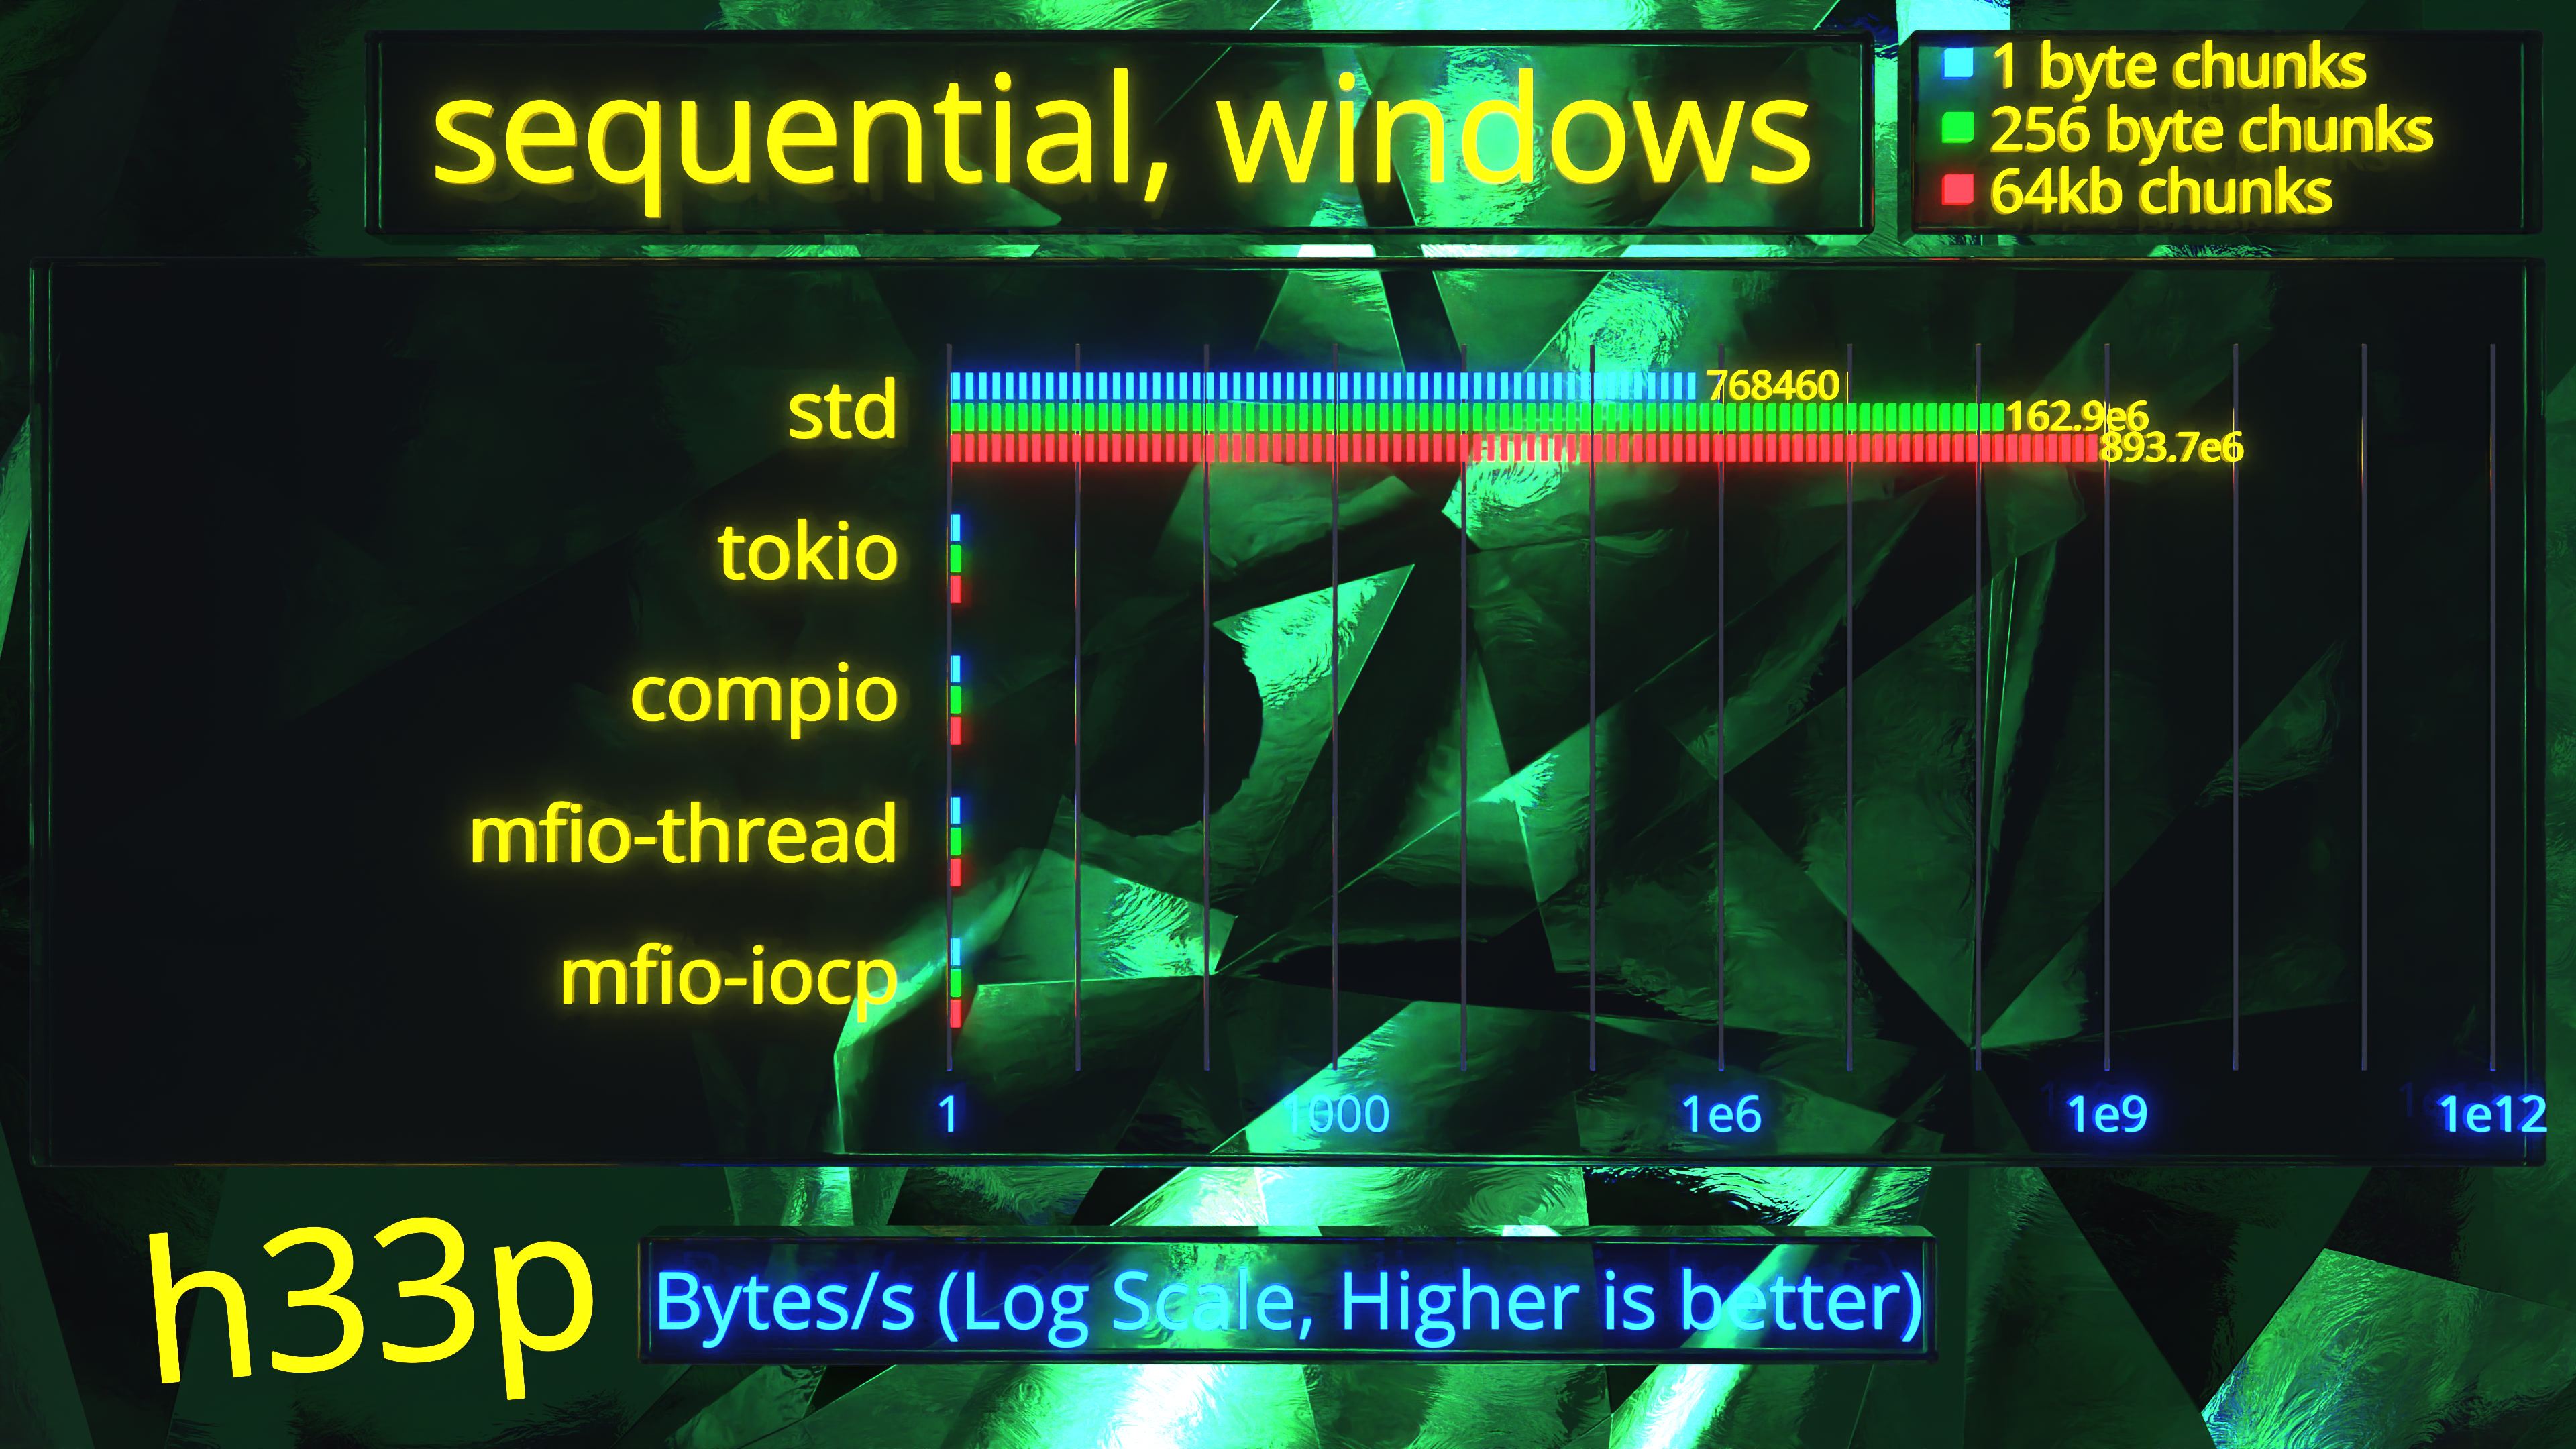 sequential, windows
1 byte chunks
256 byte chunks
64kb chunks
std
768460
162.9e6
893.7e6
tokio
compio
mfio-thread
mfio-iocp
1 1000 1e6 1e9 1e12
h33p
Bytes/s (Log Scale, Higher is better)